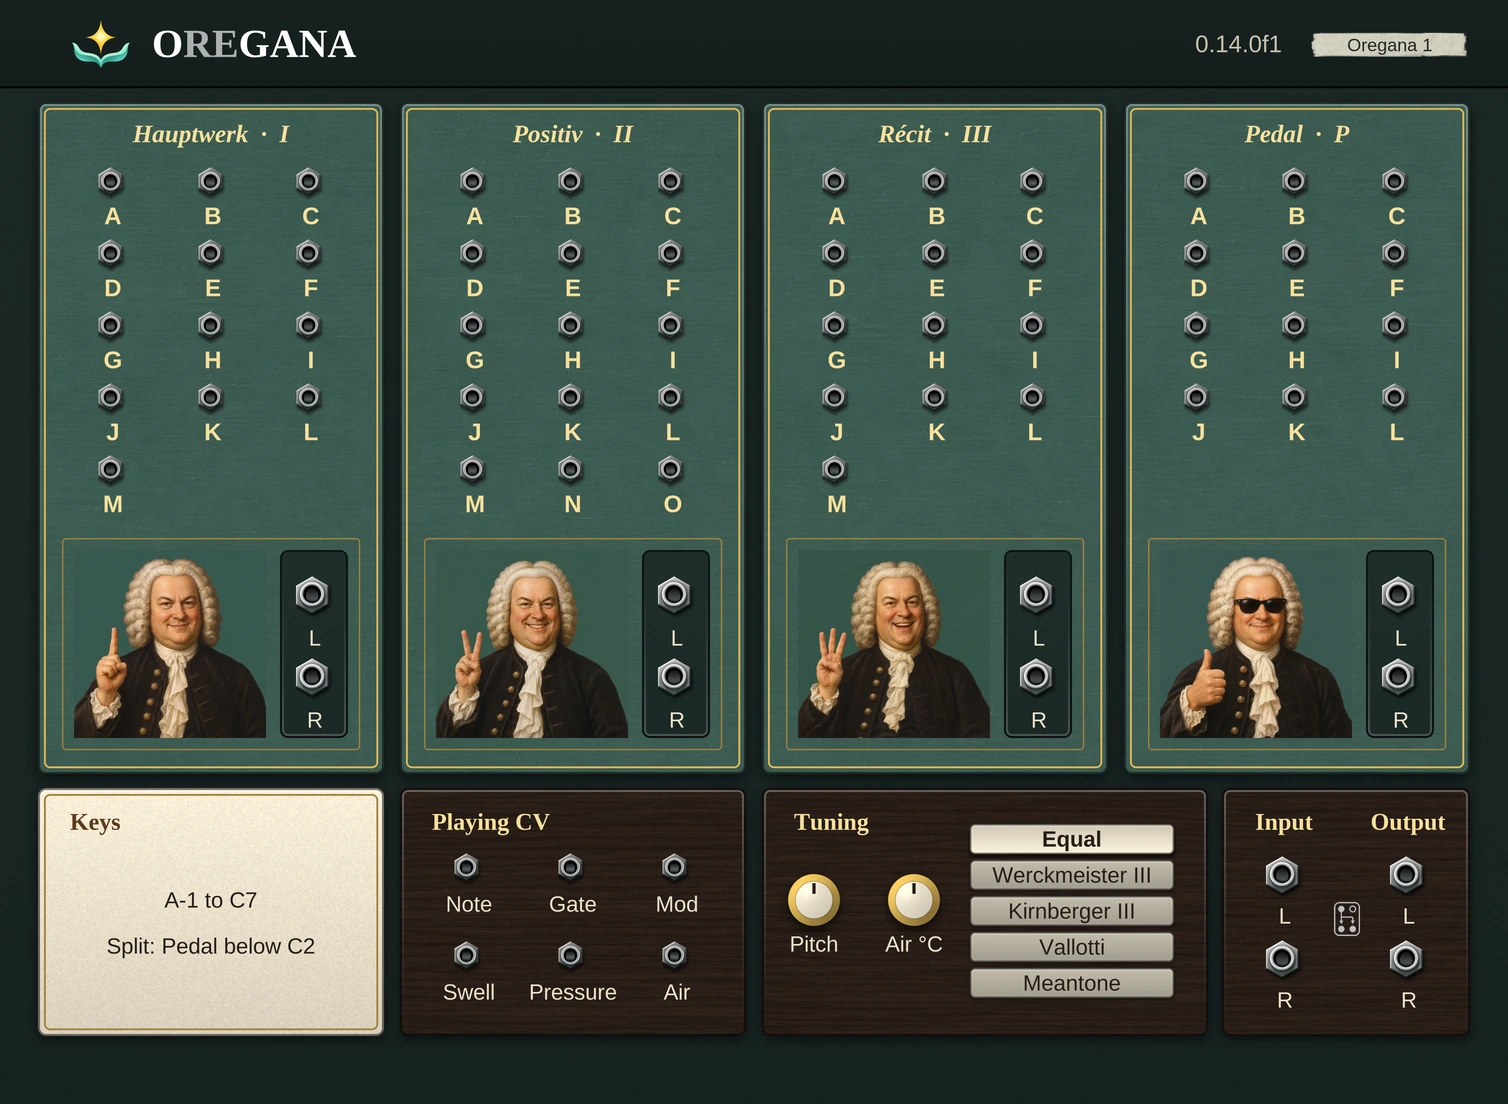 OREGANA
0.14.0f1
Oregana 1
Hauptwerk · I
A B C
D E F
G H I
J K L
M
L
R
Positiv · II
A B C
D E F
G H I
J K L
M N O
L
R
Récit · III
A B C
D E F
G H I
J K L
M
L
R
Pedal · P
A B C
D E F
G H I
J K L
L
R
Keys
A-1 to C7
Split: Pedal below C2
Playing CV
Note Gate Mod
Swell Pressure Air
Tuning
Pitch Air °C
Equal
Werckmeister III
Kirnberger III
Vallotti
Meantone
Input Output
L L
R R